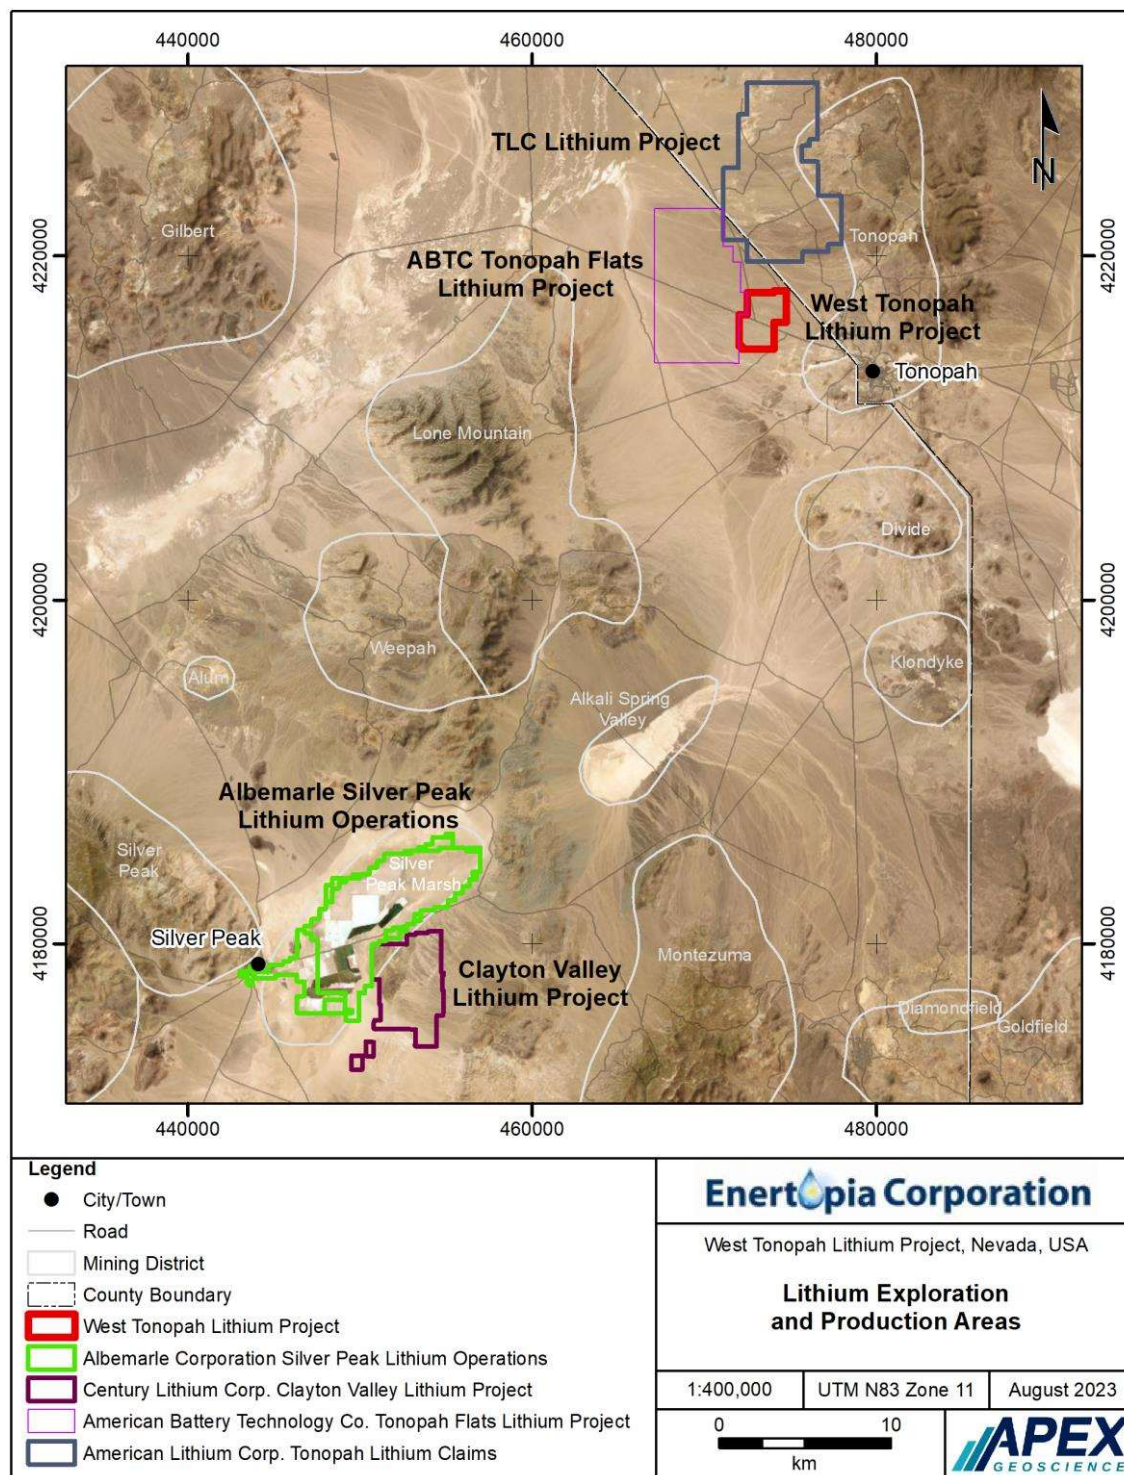 440000
460000
480000
TLC Lithium Project
N
Gilbert
4220000
Tonopah
4220000
ABTC Tonopah Flats
Lithium Project
West Tonopah
Lithium Project
Tonopah
Lone Mountain
Divide
4200000
4200000
Weepah
Klondyke
Alum
Alkali Spring
Valley
Albemarle Silver Peak
Lithium Operations
Silver
Peak
Silver
Peak Marsh
Silver Peak
4180000
4180000
Clayton Valley
Lithium Project
Montezuma
Diamondfield
Goldfield
440000
460000
480000
Legend
City/Town
Road
Mining District
County Boundary
West Tonopah Lithium Project
Albemarle Corporation Silver Peak Lithium Operations
Century Lithium Corp. Clayton Valley Lithium Project
American Battery Technology Co. Tonopah Flats Lithium Project
American Lithium Corp. Tonopah Lithium Claims
Enertopia Corporation
West Tonopah Lithium Project, Nevada, USA
Lithium Exploration
and Production Areas
1:400,000
UTM N83 Zone 11
August 2023
0 10
km
APEX
GEOSCIENCE